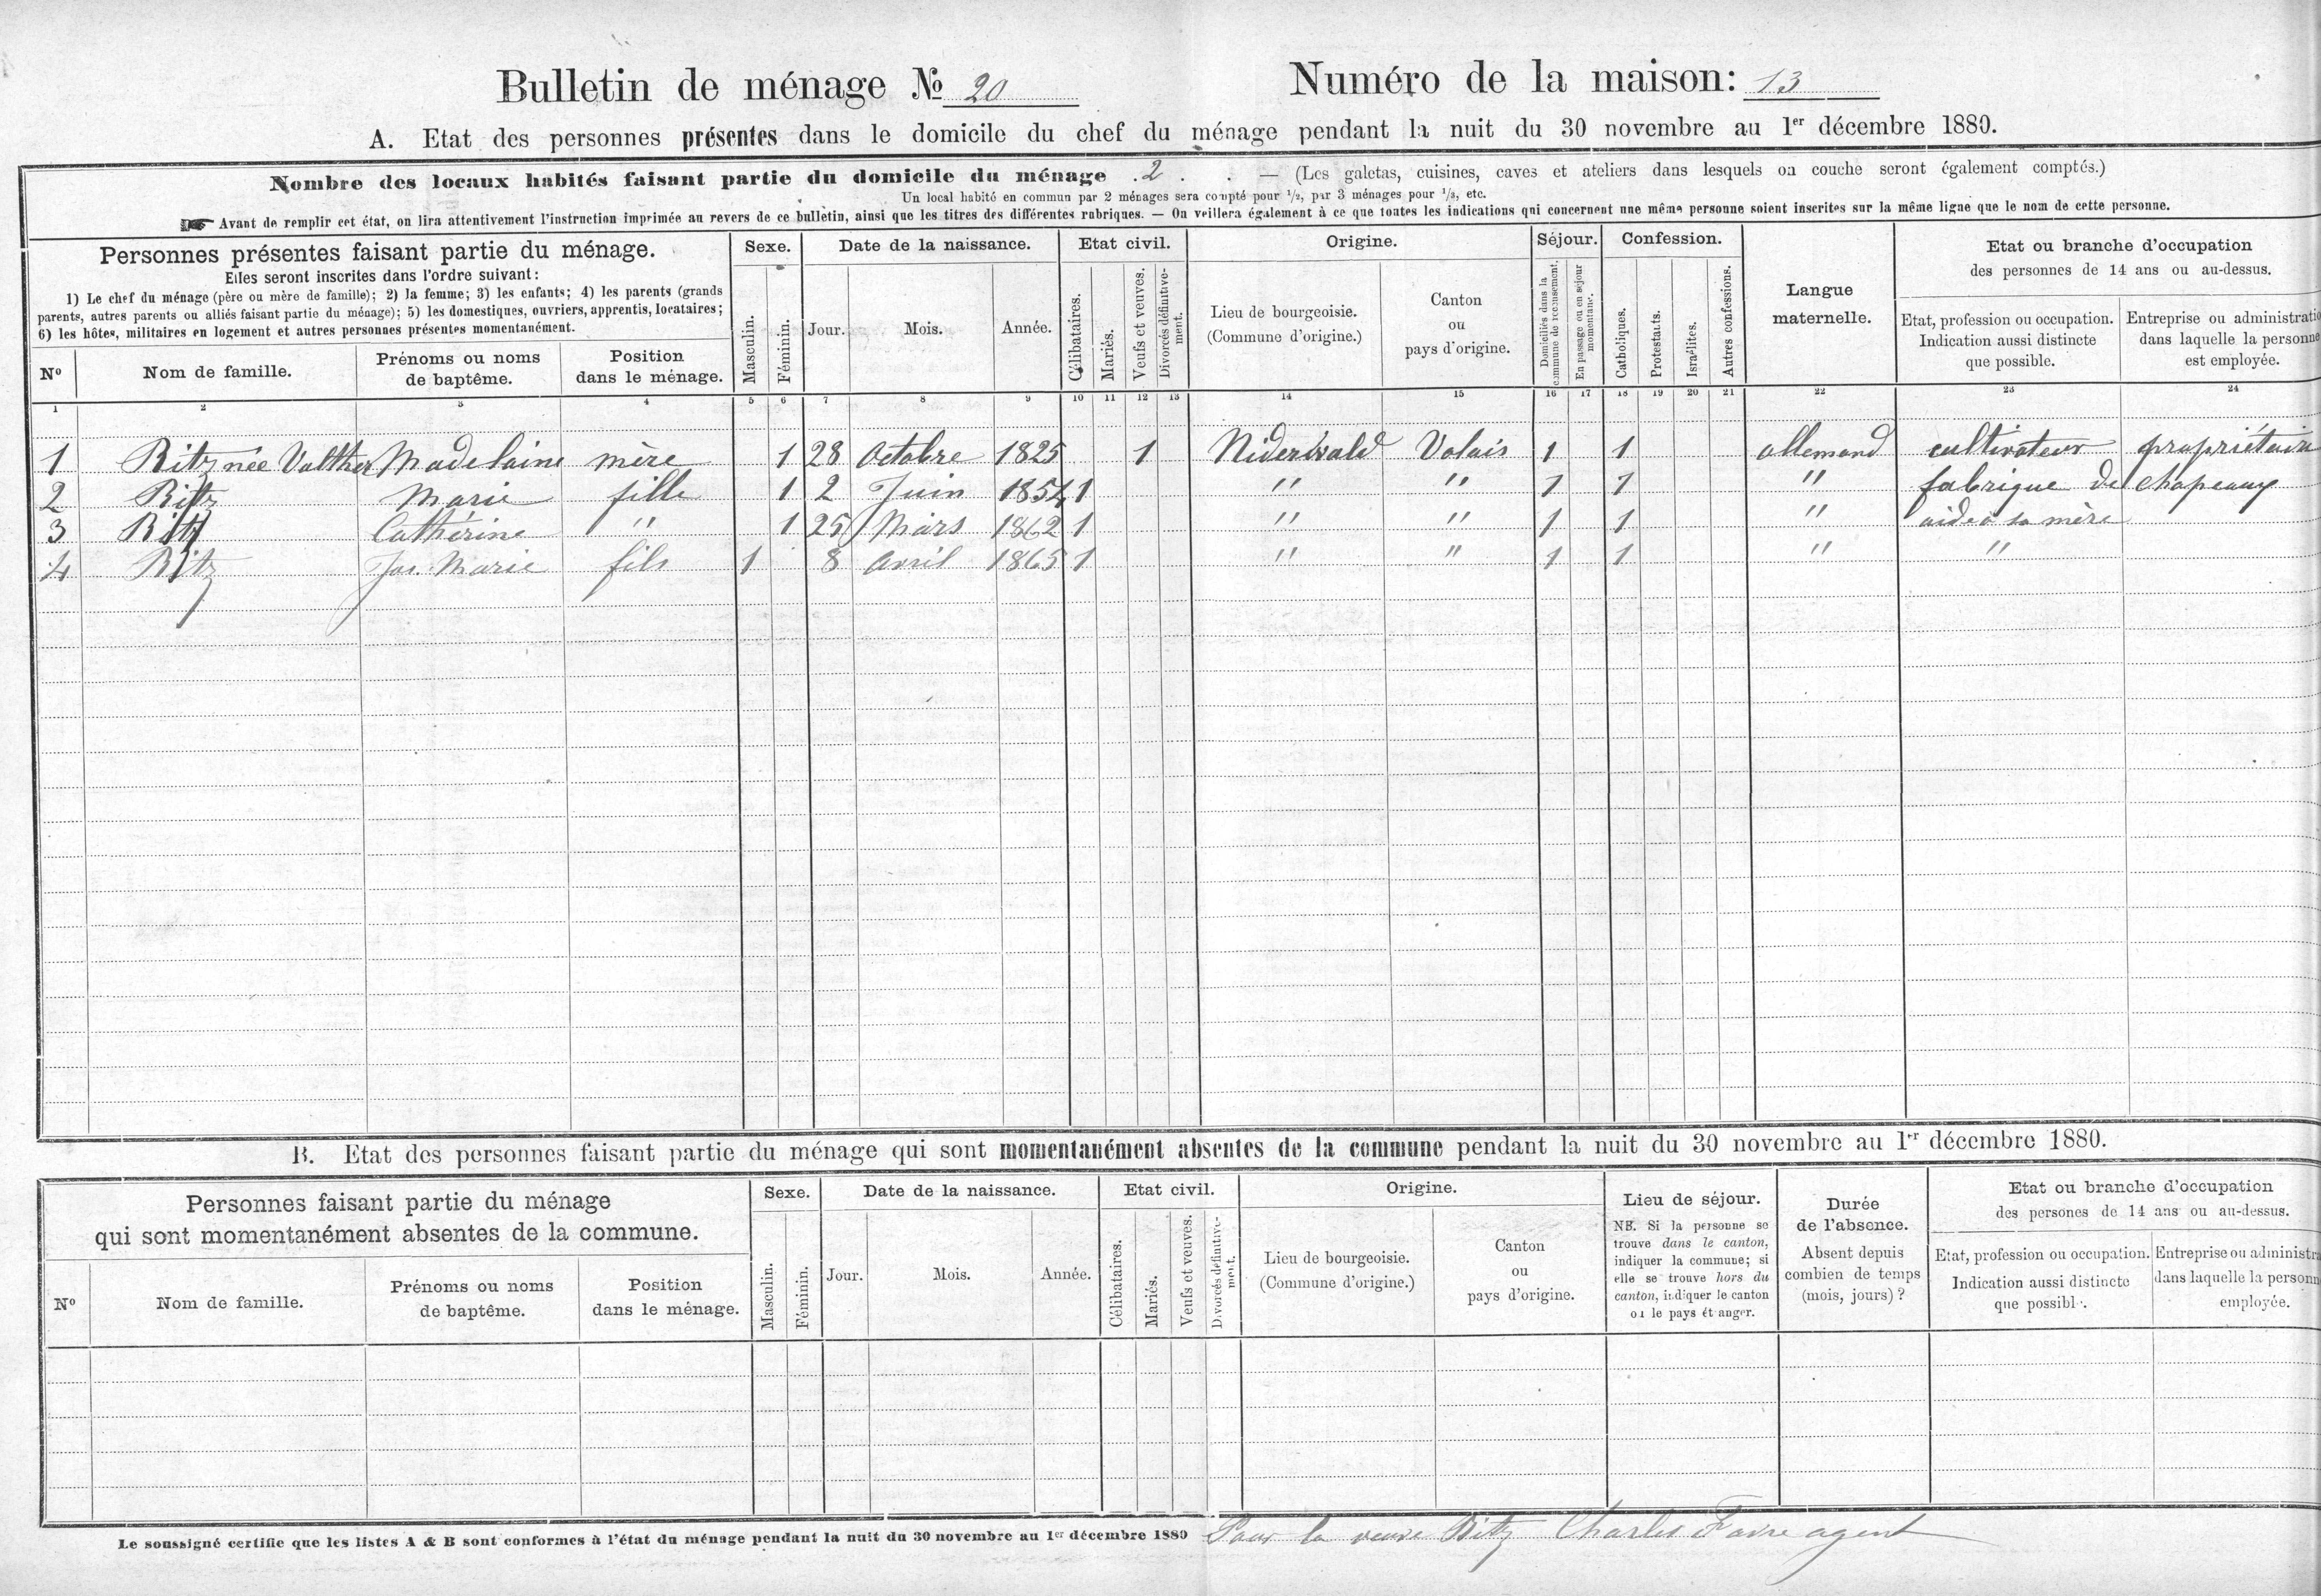 Bulletin de ménage № 20
Numéro de la maison: 13
A. Etat des personnes présentes dans le domicile du chef du ménage pendant la nuit du 30 novembre au 1er décembre 1880.
Nombre des locaux habités faisant partie du domicile du ménage . 2 . . — (Les galetas, cuisines, caves et ateliers dans lesquels on couche seront également comptés.)
Un local habité en commun par 2 ménages sera compté pour 1/2, par 3 ménages pour 1/3, etc.
☛ Avant de remplir cet état, on lira attentivement l'instruction imprimée au revers de ce bulletin, ainsi que les titres des différentes rubriques. — On veillera également à ce que toutes les indications qui concernent une même personne soient inscrites sur la même ligne que le nom de cette personne.
Personnes présentes faisant partie du ménage.
Elles seront inscrites dans l'ordre suivant:
1) Le chef du ménage (père ou mère de famille); 2) la femme; 3) les enfants; 4) les parents (grands
parents, autres parents ou alliés faisant partie du ménage); 5) les domestiques, ouvriers, apprentis, locataires;
6) les hôtes, militaires en logement et autres personnes présentes momentanément.
Nº
Nom de famille.
Prénoms ou noms
de baptême.
Position
dans le ménage.
Sexe.
Masculin.
Féminin.
Date de la naissance.
Jour.
Mois.
Année.
Etat civil.
Célibataires.
Mariés.
Veufs et veuves.
Divorcés définitive-
ment.
Origine.
Lieu de bourgeoisie.
(Commune d'origine.)
Canton
ou
pays d'origine.
Séjour.
Domiciliés dans la
commune de recensement.
En passage ou en séjour
momentané.
Confession.
Catholiques.
Protestants.
Israélites.
Autres confessions.
Langue
maternelle.
Etat ou branche d'occupation
des personnes de 14 ans ou au-dessus.
Etat, profession ou occupation.
Indication aussi distincte
que possible.
Entreprise ou administratio
dans laquelle la personne
est employée.
1 2 3 4 5 6 7 8 9 10 11 12 13 14 15 16 17 18 19 20 21 22 23 24
1 Ritz née Valther Madelaine mère 1 28 Octobre 1825 1 Niderwald Valais 1 1 allemand cultivateur propriétaire
2 Ritz Marie fille 1 2 Juin 1854 1 " " 1 1 " fabrique de chapeaux
3 Ritz Cathérine " 1 25 Mars 1862 1 " " 1 1 " aide à sa mère
4 Ritz Jos. Marie fils 1 8 Avril 1865 1 " " 1 1 " "
B. Etat des personnes faisant partie du ménage qui sont momentanément absentes de la commune pendant la nuit du 30 novembre au 1er décembre 1880.
Personnes faisant partie du ménage
qui sont momentanément absentes de la commune.
Nº
Nom de famille.
Prénoms ou noms
de baptême.
Position
dans le ménage.
Sexe.
Masculin.
Féminin.
Date de la naissance.
Jour.
Mois.
Année.
Etat civil.
Célibataires.
Mariés.
Veufs et veuves.
Divorcés définitive-
ment.
Origine.
Lieu de bourgeoisie.
(Commune d'origine.)
Canton
ou
pays d'origine.
Lieu de séjour.
NB. Si la personne se
trouve dans le canton,
indiquer la commune; si
elle se trouve hors du
canton, indiquer le canton
ou le pays étranger.
Durée
de l'absence.
Absent depuis
combien de temps
(mois, jours)?
Etat ou branche d'occupation
des persones de 14 ans ou au-dessus.
Etat, profession ou occupation.
Indication aussi distincte
que possible.
Entreprise ou administra
dans laquelle la personn
employée.
Le soussigné certifie que les listes A & B sont conformes à l'état du ménage pendant la nuit du 30 novembre au 1er décembre 1880 Pour la veuve Ritz Charles Favre agent